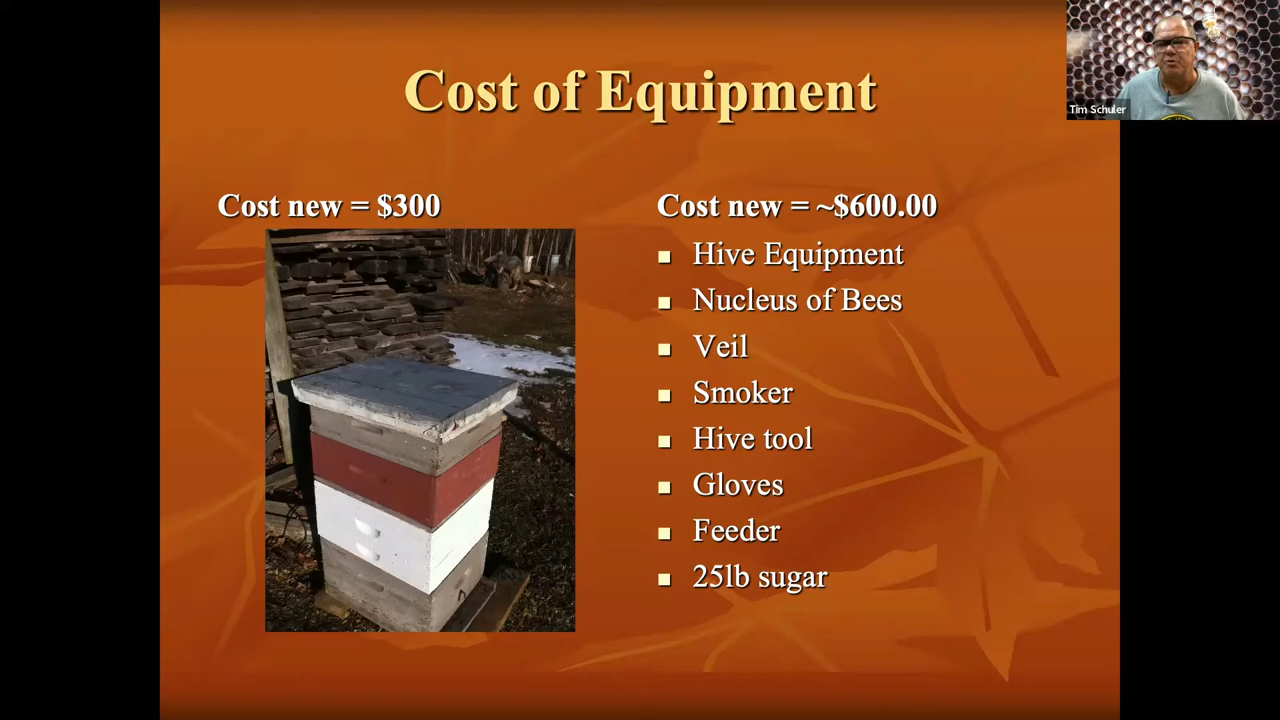 Cost of Equipment
Tim Schuler
Cost new = $300
Cost new = ~$600.00
Hive Equipment
Nucleus of Bees
Veil
Smoker
Hive tool
Gloves
Feeder
25lb sugar